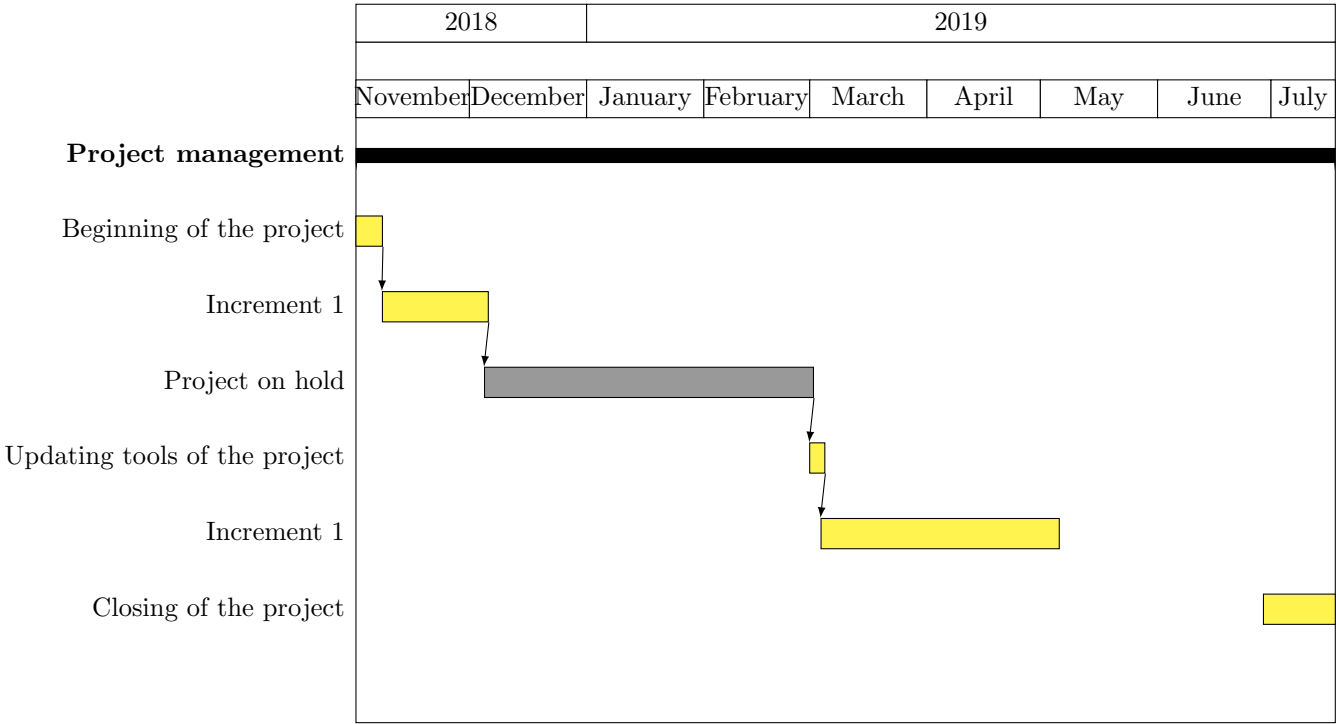 2018 2019
November December January February March April May June July
Project management
Beginning of the project
Increment 1
Project on hold
Updating tools of the project
Increment 1
Closing of the project